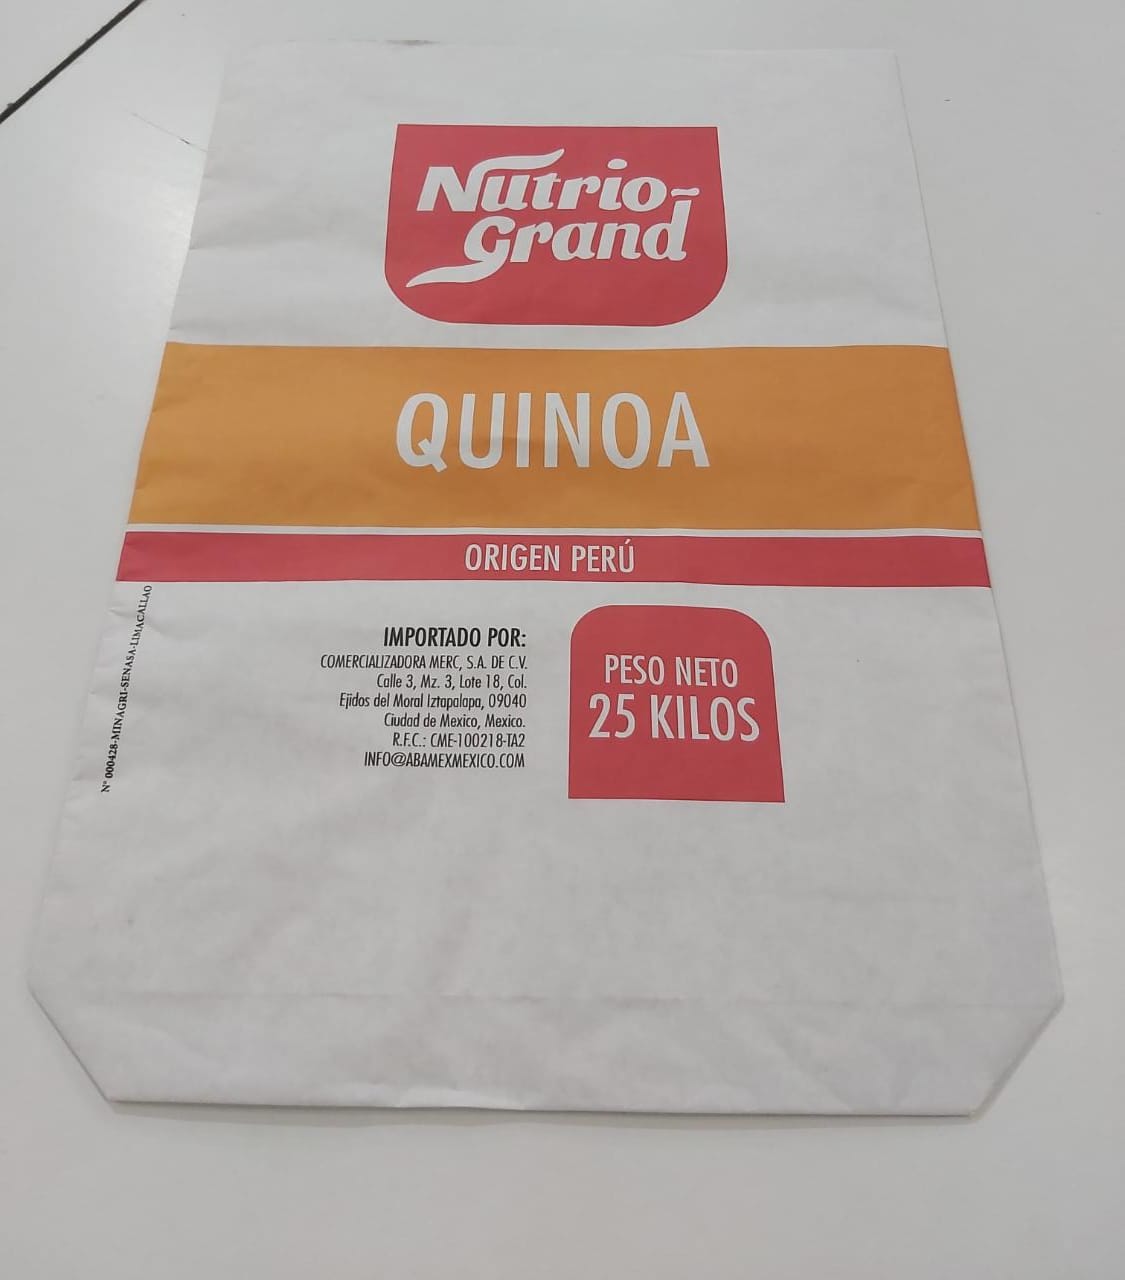 Nutrio-
Grand
QUINOA
ORIGEN PERÚ
N° 000428-MINAGRI-SENASA-LIMACALLAO
IMPORTADO POR:
COMERCIALIZADORA MERC, S.A. DE C.V.
Calle 3, Mz. 3, Lote 18, Col.
Ejidos del Moral Iztapalapa, 09040
Ciudad de Mexico, Mexico.
R.F.C.: CME-100218-TA2
INFO@ABAMEXMEXICO.COM
PESO NETO
25 KILOS